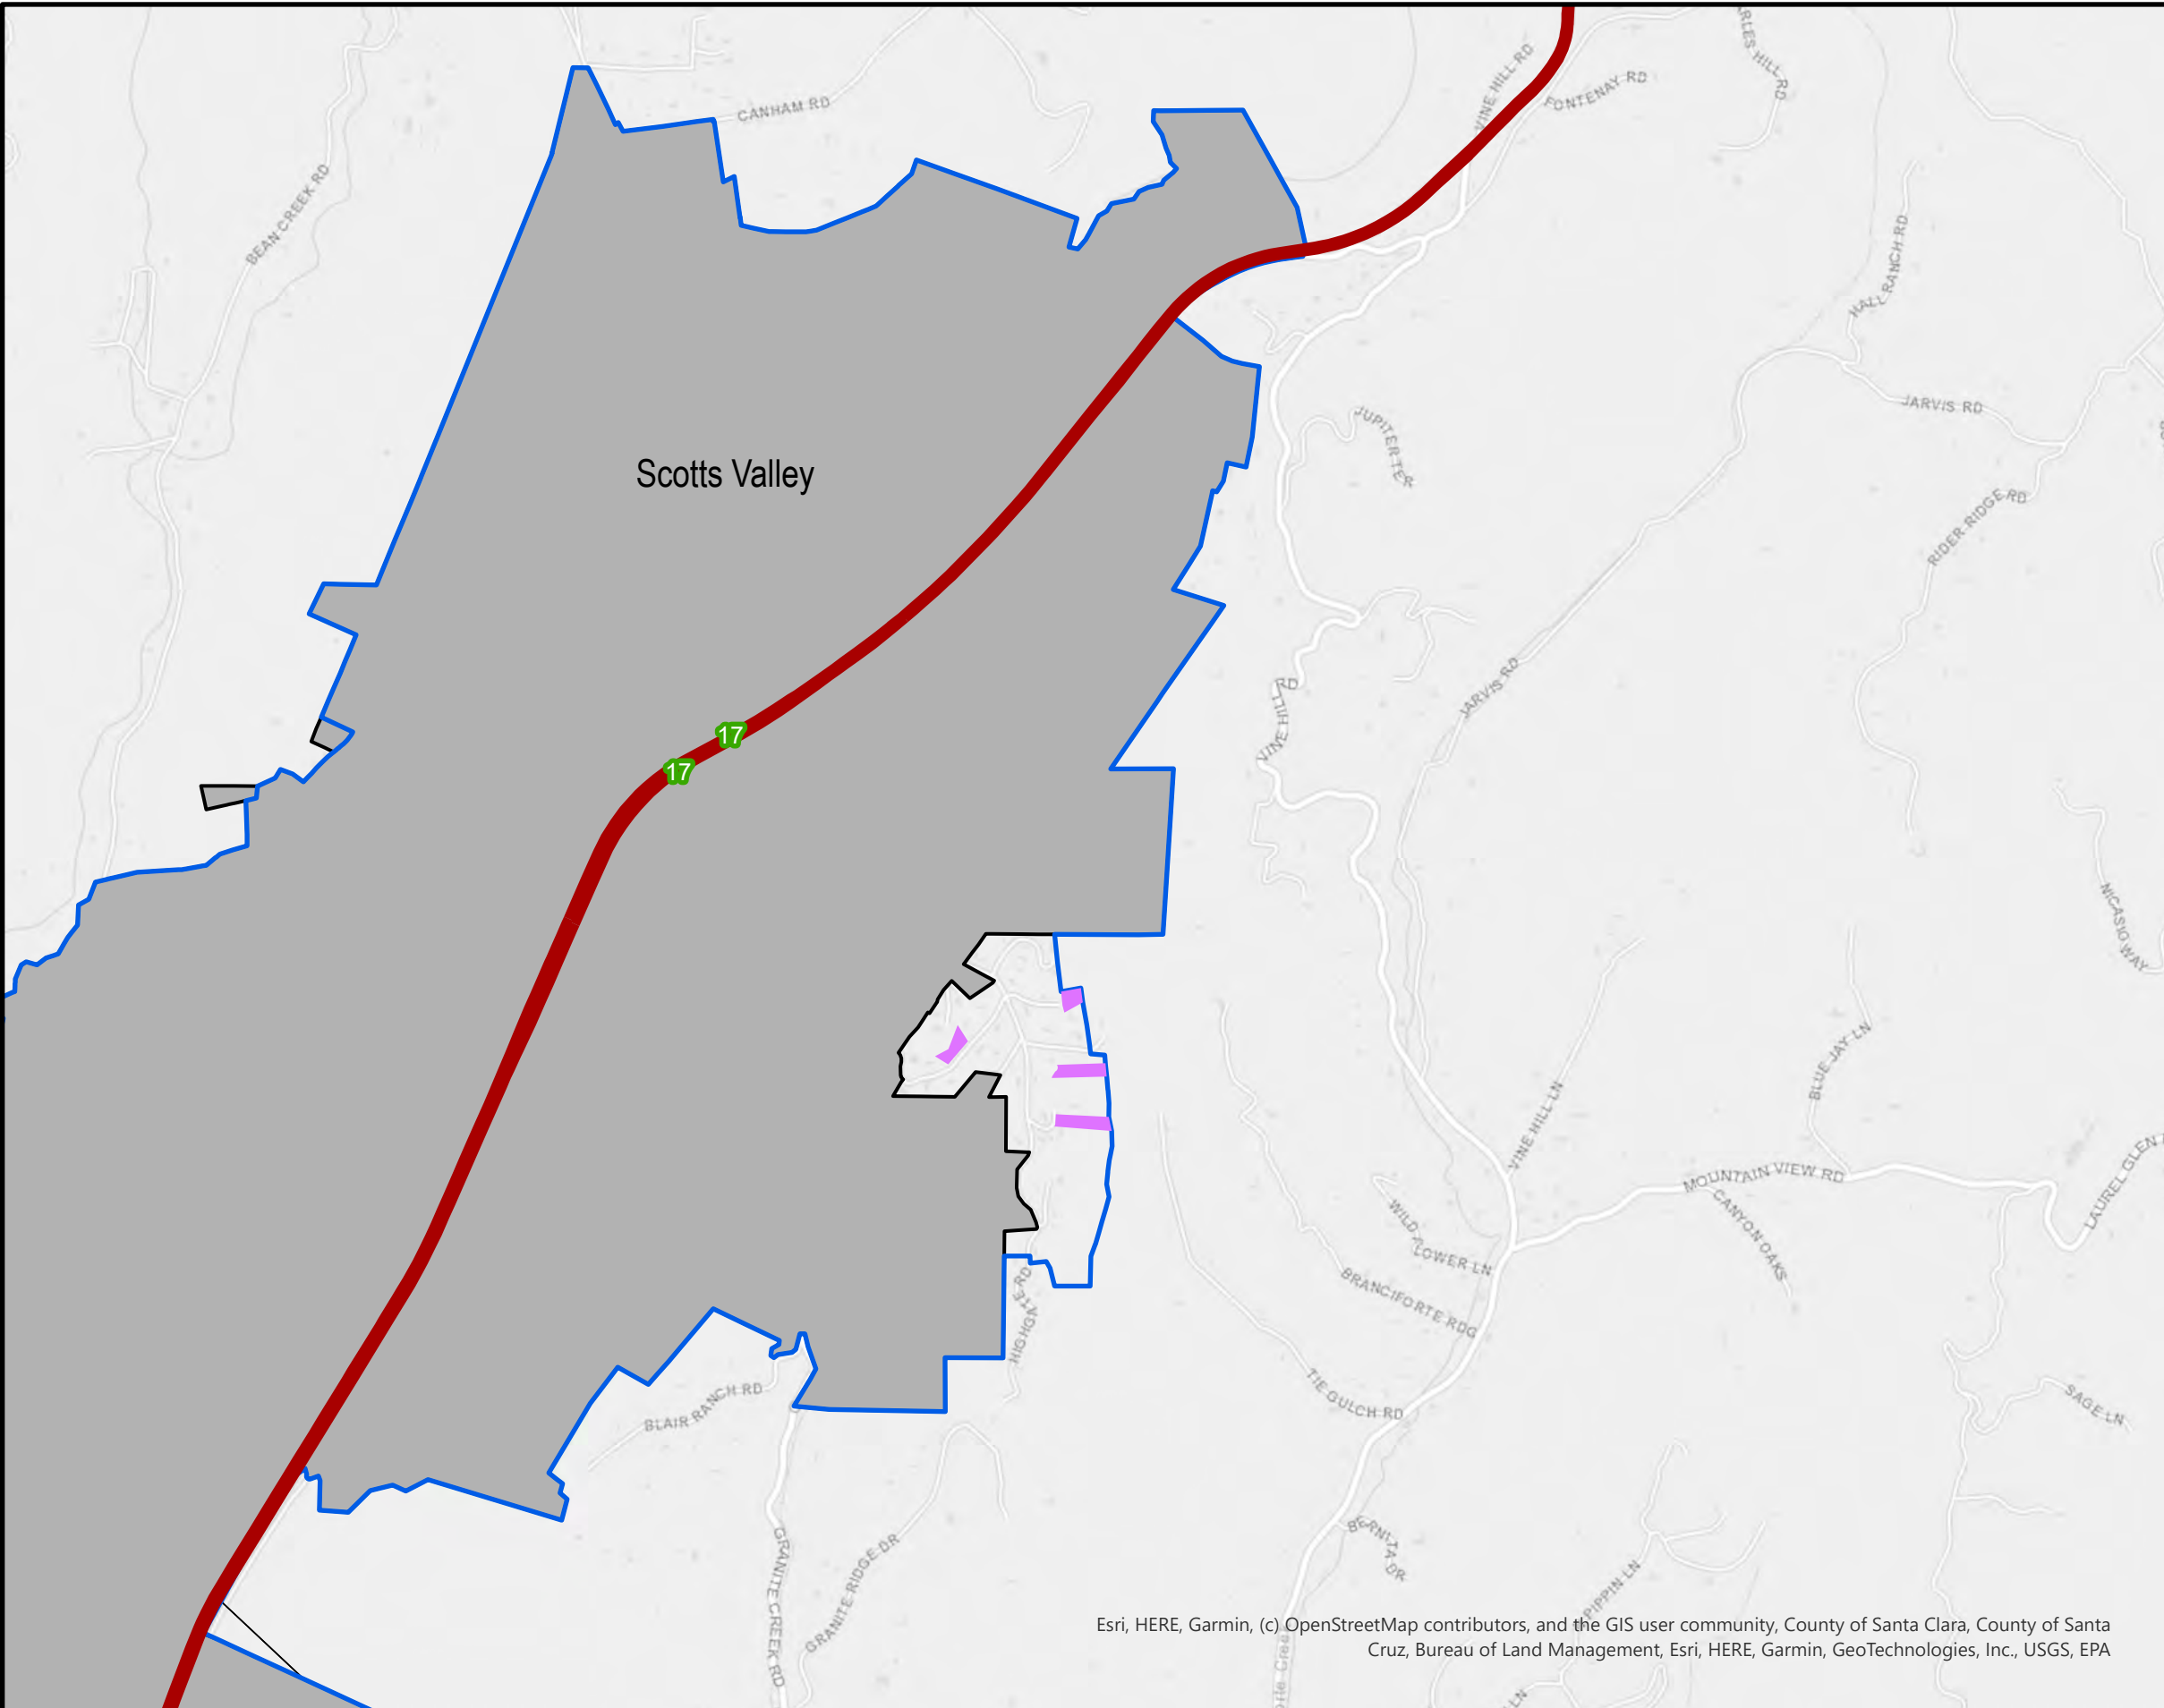 CANHAM RD
VINE HILL RD
FONTENAY RD
BEAN CREEK RD
HALL RANCH RD
JARVIS RD
JUPITER TER
Scotts Valley
RIDER RIDGE RD
JARVIS RD
VINE HILL RD
17
17
NICASIO WAY
BLUE JAY LN
VINE HILL LN
MOUNTAIN VIEW RD
LAUREL GLEN
CANYON OAKS
WILD
FLOWER LN
BRANCIFORTE RDG
HIGHGATE RD
TIE GULCH RD
BLAIR RANCH RD
SAGE LN
GRANITE CREEK RD
GRANITE RIDGE DR
BERNITA DR
PIPPIN LN
Esri, HERE, Garmin, (c) OpenStreetMap contributors, and the GIS user community, County of Santa Clara, County of Santa
Cruz, Bureau of Land Management, Esri, HERE, Garmin, GeoTechnologies, Inc., USGS, EPA
LN